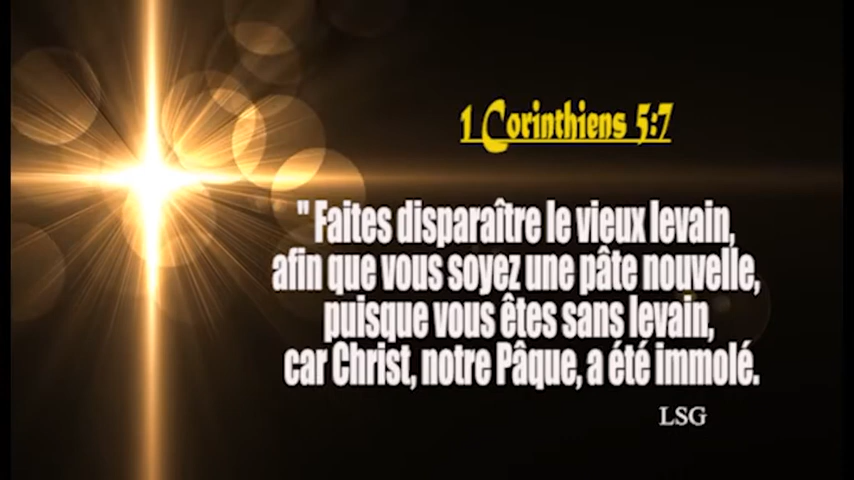 1 Corinthiens 5:7
" Faites disparaître le vieux levain,
afin que vous soyez une pâte nouvelle,
puisque vous êtes sans levain,
car Christ, notre Pâque, a été immolé.
LSG